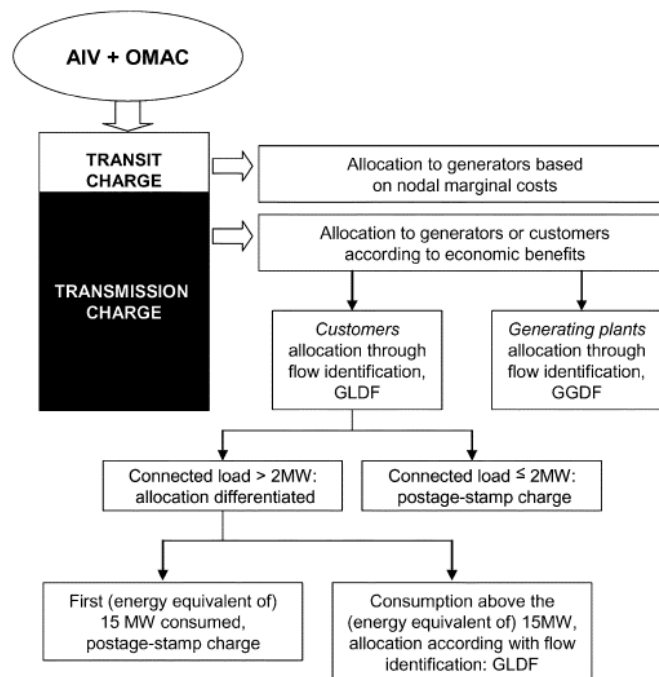 AIV + OMAC
TRANSIT
CHARGE
Allocation to generators based
on nodal marginal costs
TRANSMISSION
CHARGE
Allocation to generators or customers
according to economic benefits
Customers
allocation through
flow identification,
GLDF
Generating plants
allocation through
flow identification,
GGDF
Connected load > 2MW:
allocation differentiated
Connected load ≤ 2MW:
postage-stamp charge
First (energy equivalent of)
15 MW consumed,
postage-stamp charge
Consumption above the
(energy equivalent of) 15MW,
allocation according with flow
identification: GLDF